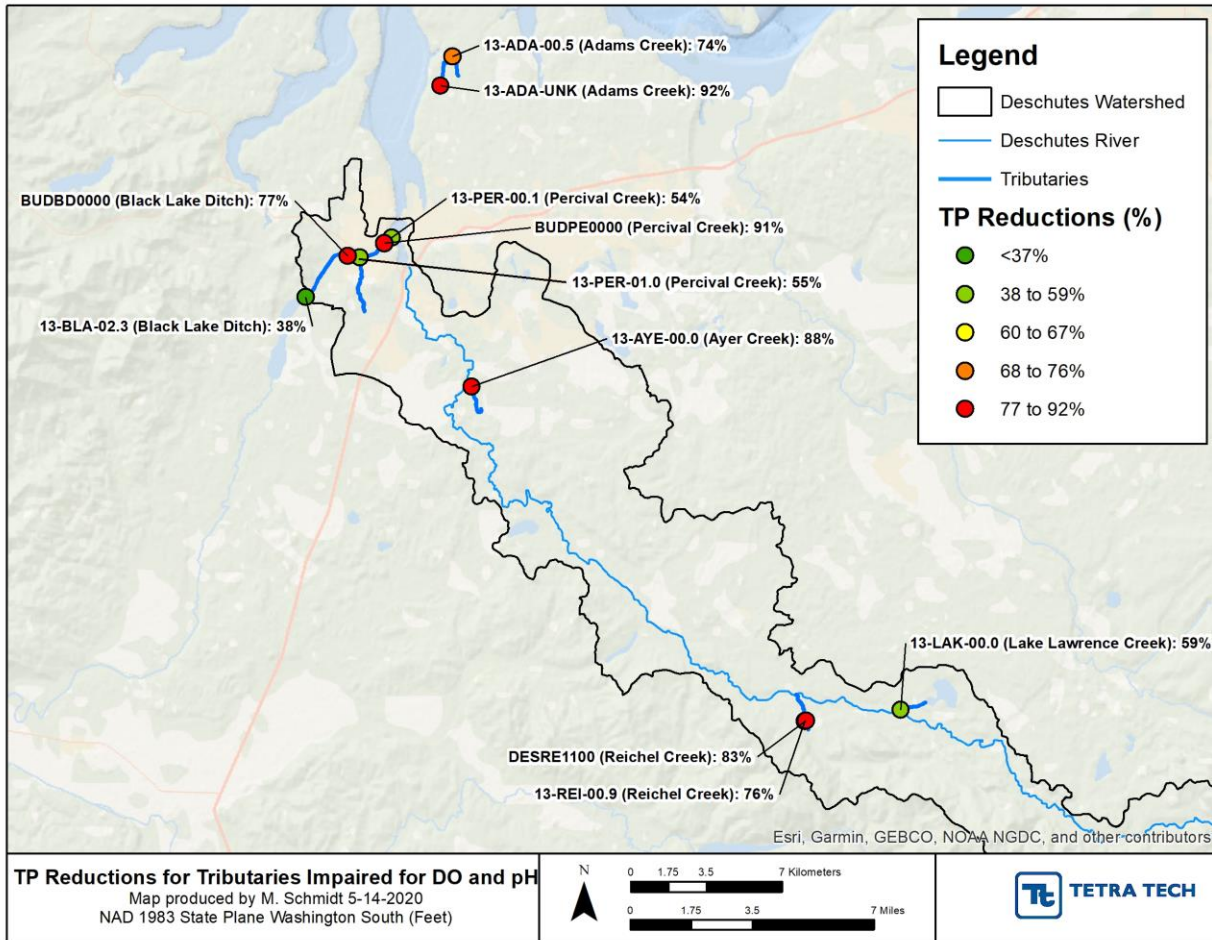 13-ADA-00.5 (Adams Creek): 74%
13-ADA-UNK (Adams Creek): 92%
BUDBD0000 (Black Lake Ditch): 77%
13-PER-00.1 (Percival Creek): 54%
BUDPE0000 (Percival Creek): 91%
13-PER-01.0 (Percival Creek): 55%
13-BLA-02.3 (Black Lake Ditch): 38%
13-AYE-00.0 (Ayer Creek): 88%
13-LAK-00.0 (Lake Lawrence Creek): 59%
DESRE1100 (Reichel Creek): 83%
13-REI-00.9 (Reichel Creek): 76%
Legend
Deschutes Watershed
Deschutes River
Tributaries
TP Reductions (%)
<37%
38 to 59%
60 to 67%
68 to 76%
77 to 92%
Esri, Garmin, GEBCO, NOAA NGDC, and other contributors
TP Reductions for Tributaries Impaired for DO and pH
Map produced by M. Schmidt 5-14-2020
NAD 1983 State Plane Washington South (Feet)
N
0 1.75 3.5 7 Kilometers
0 1.75 3.5 7 Miles
Tt TETRA TECH